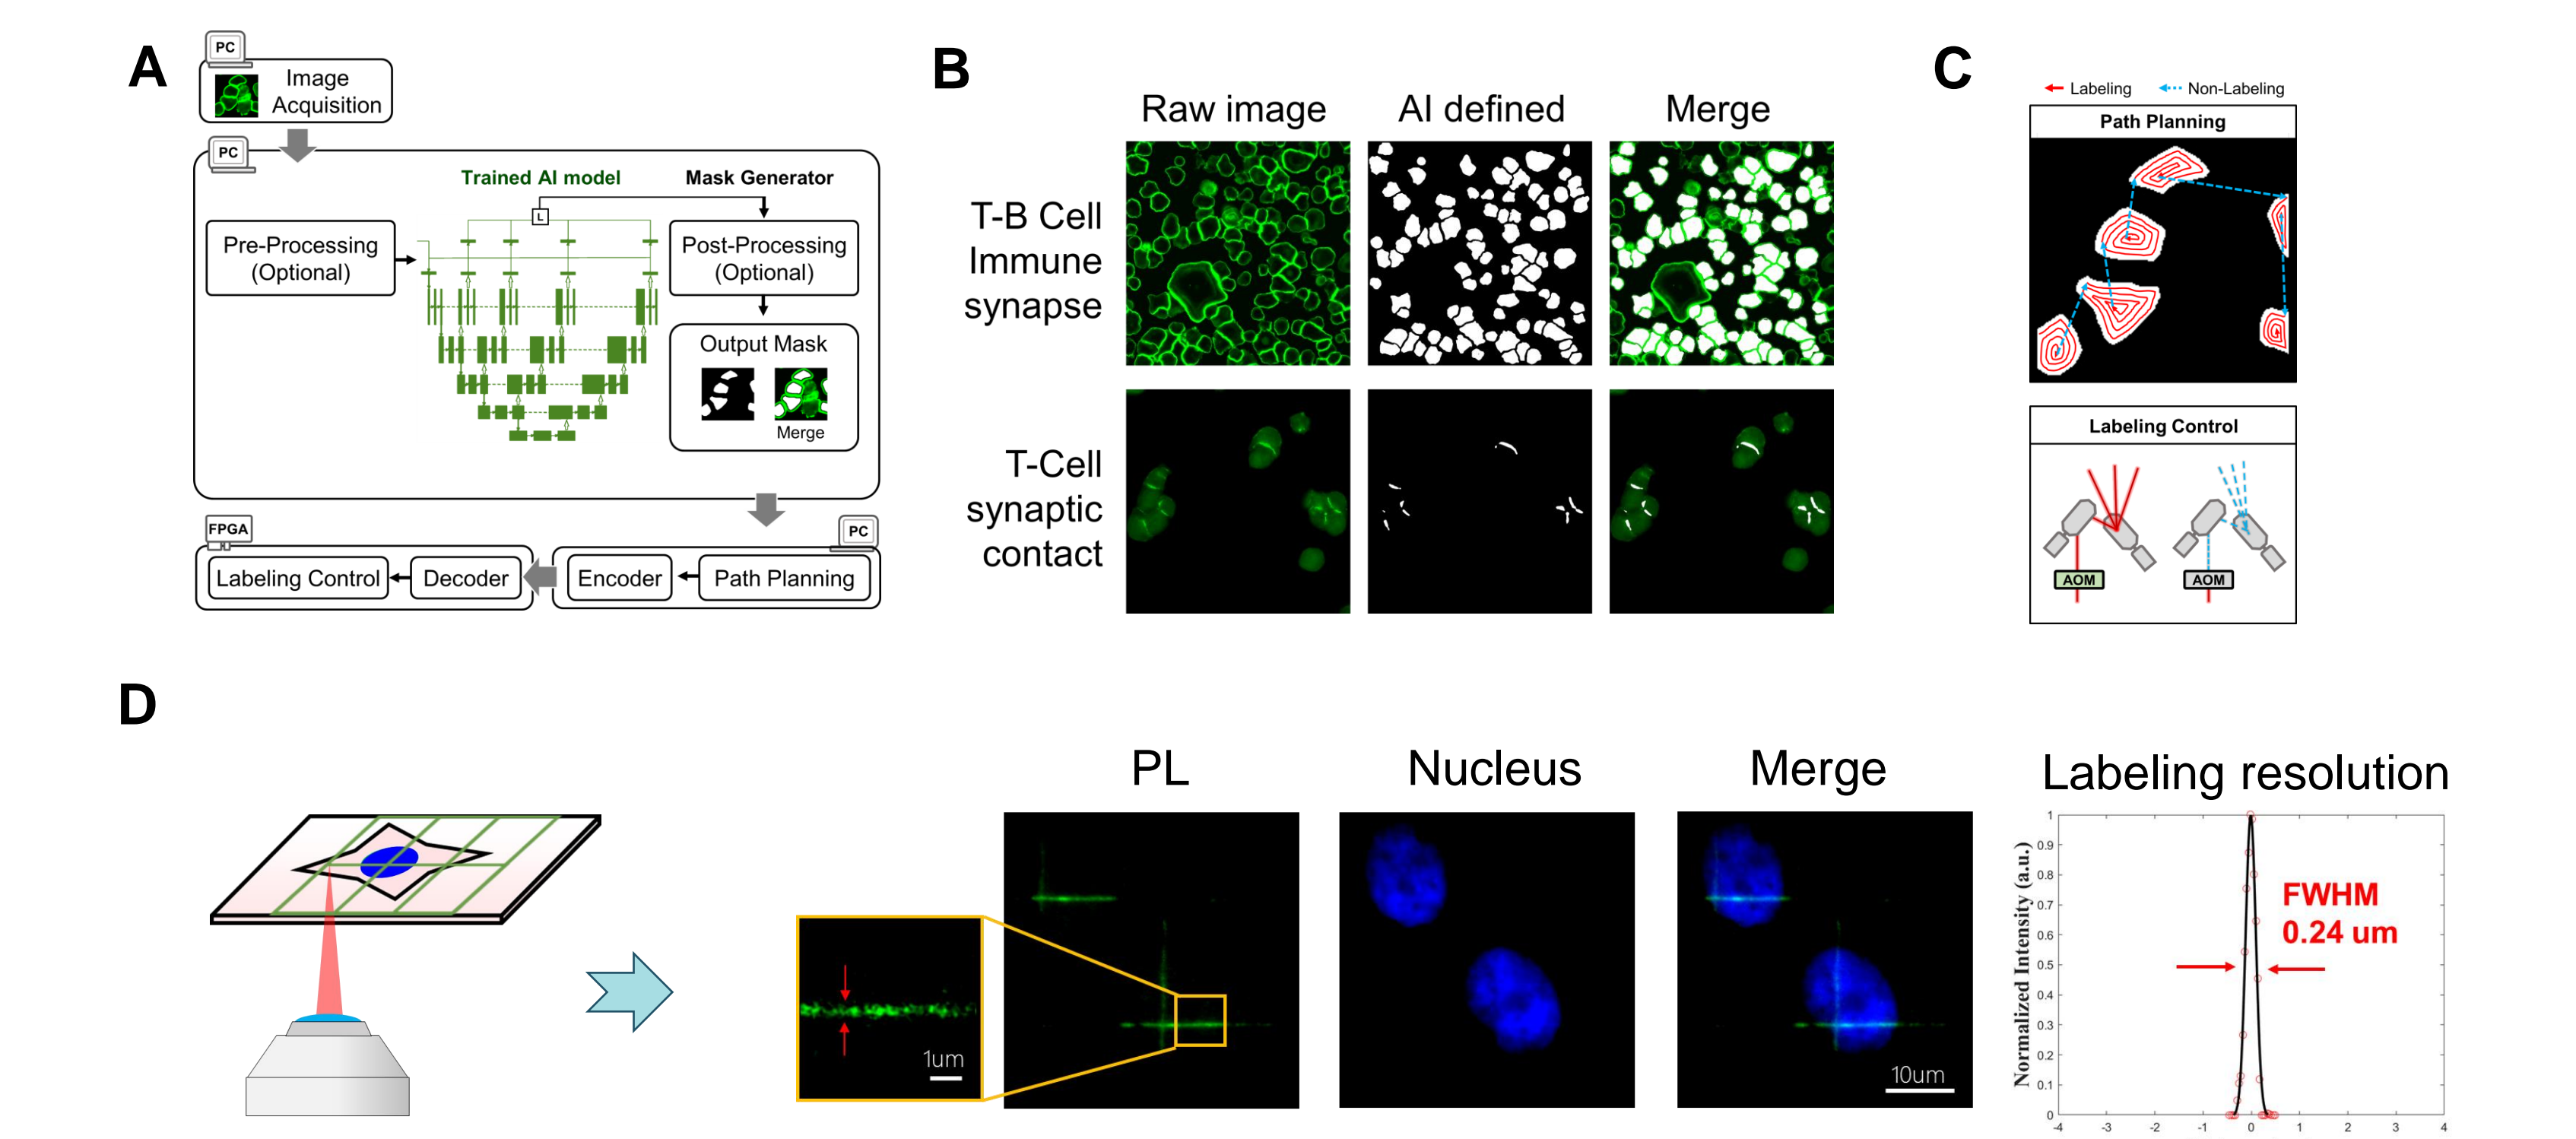 A
PC
Image
Acquisition
PC
Trained AI model
Mask Generator
L
Pre-Processing
(Optional)
Post-Processing
(Optional)
Output Mask
Merge
FPGA
PC
Labeling Control
Decoder
Encoder
Path Planning
B
Raw image
AI defined
Merge
T-B Cell
Immune
synapse
T-Cell
synaptic
contact
C
Labeling
Non-Labeling
Path Planning
Labeling Control
AOM
AOM
D
PL
Nucleus
Merge
Labeling resolution
1um
10um
Normalized Intensity (a.u.)
1
0.9
0.8
0.7
0.6
0.5
0.4
0.3
0.2
0.1
0
-4
-3
-2
-1
0
1
2
3
4
FWHM
0.24 um